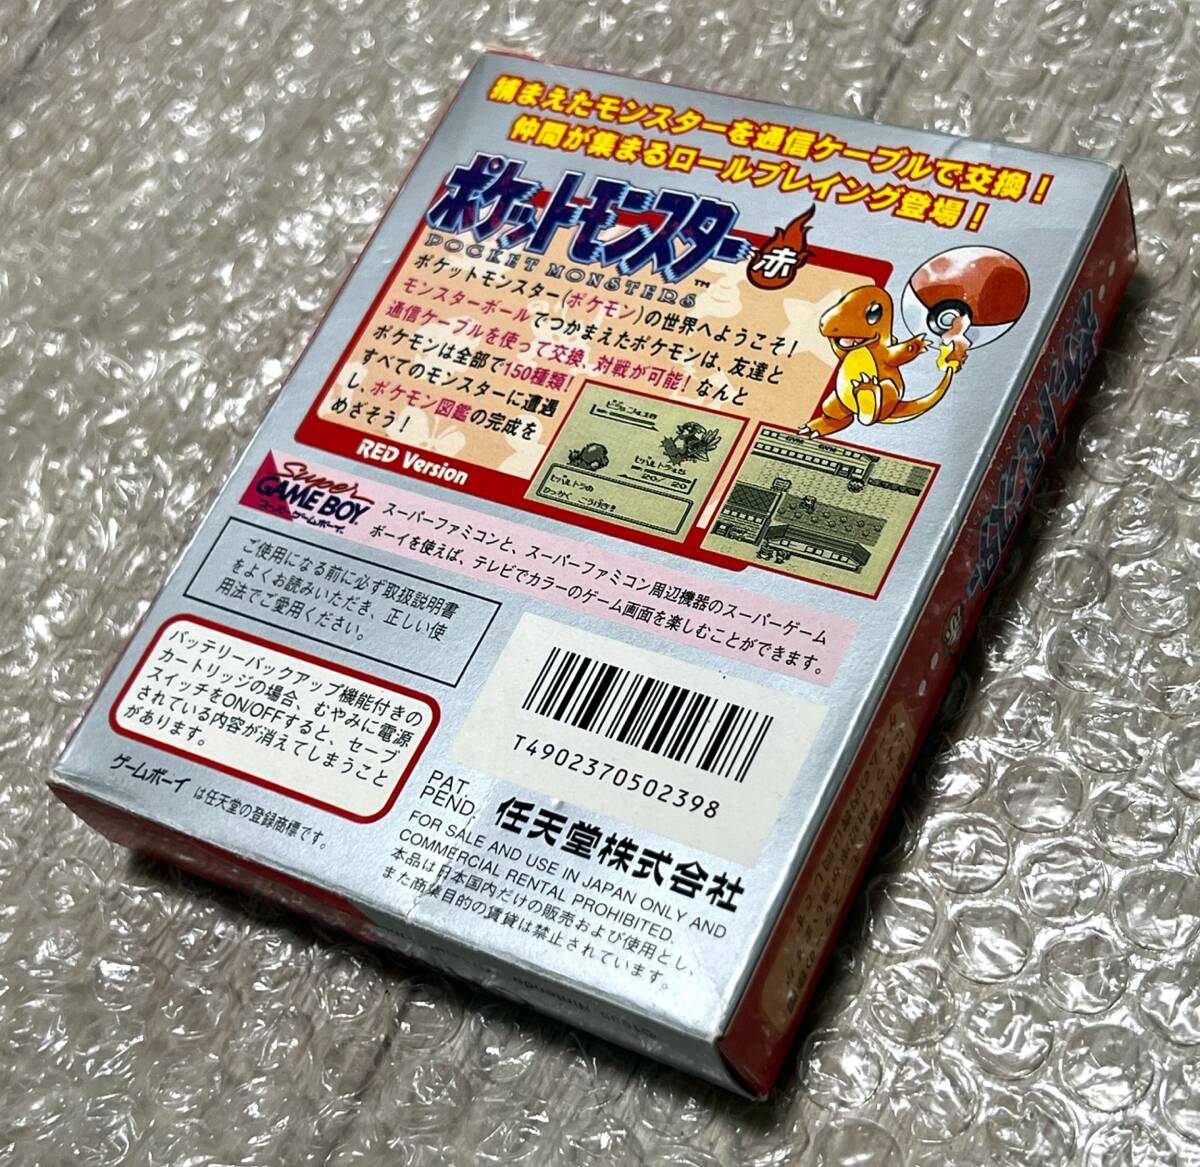 捕まえたモンスターを通信ケーブルで交換！
仲間が集まるロールプレイング登場！
ポケットモンスター 赤
POCKET MONSTERS™
ポケットモンスター(ポケモン)の世界へようこそ！
モンスターボールでつかまえたポケモンは、友達と
通信ケーブルを使って交換、対戦が可能！なんと
ポケモンは全部で150種類！
すべてのモンスターに遭遇
し、ポケモン図鑑の完成を
めざそう！
RED Version
Super
GAME BOY
スーパーゲームボーイ
スーパーファミコンと、スーパーファミコン周辺機器のスーパーゲーム
ボーイを使えば、テレビでカラーのゲーム画面を楽しむことができます。
ご使用になる前に必ず取扱説明書
をよくお読みいただき、正しい使
用法でご愛用ください。
バッテリーバックアップ機能付きの
カートリッジの場合、むやみに電源
スイッチをON/OFFすると、セーブ
されている内容が消えてしまうこと
があります。
ゲームボーイ は任天堂の登録商標です。
T4902370502398
PAT.
PEND.
任天堂株式会社
FOR SALE AND USE IN JAPAN ONLY AND
COMMERCIAL RENTAL PROHIBITED.
本品は日本国内だけの販売および使用とし、
また商業目的の賃貸は禁止されています。
ポケットモンスター